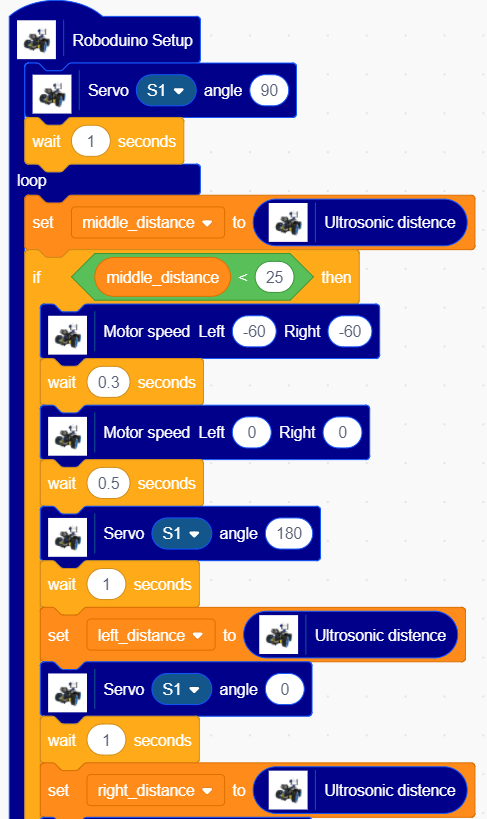 Roboduino Setup
Servo S1 angle 90
wait 1 seconds
loop
set middle_distance to Ultrosonic distence
if middle_distance < 25 then
Motor speed Left -60 Right -60
wait 0.3 seconds
Motor speed Left 0 Right 0
wait 0.5 seconds
Servo S1 angle 180
wait 1 seconds
set left_distance to Ultrosonic distence
Servo S1 angle 0
wait 1 seconds
set right_distance to Ultrosonic distence